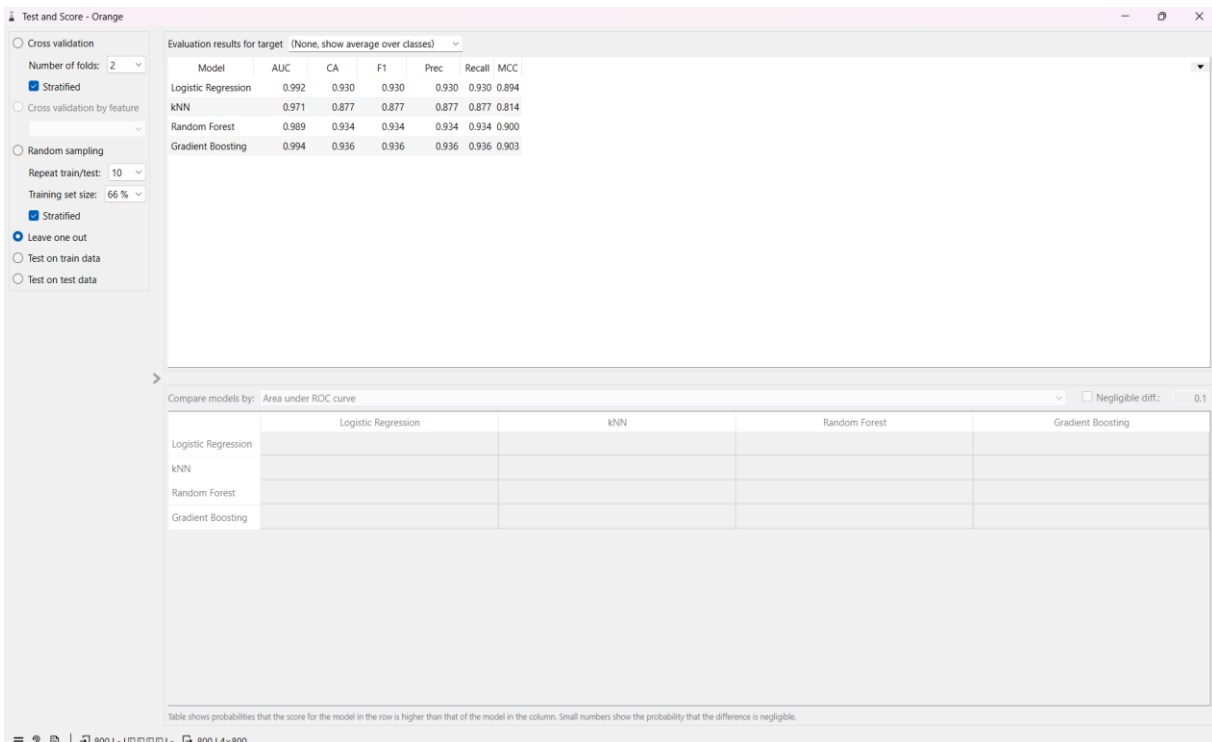 Test and Score - Orange
Cross validation
Number of folds: 2
Stratified
Cross validation by feature
Random sampling
Repeat train/test: 10
Training set size: 66 %
Stratified
Leave one out
Test on train data
Test on test data
Evaluation results for target (None, show average over classes)
Model AUC CA F1 Prec Recall MCC
Logistic Regression 0.992 0.930 0.930 0.930 0.930 0.894
kNN 0.971 0.877 0.877 0.877 0.877 0.814
Random Forest 0.989 0.934 0.934 0.934 0.934 0.900
Gradient Boosting 0.994 0.936 0.936 0.936 0.936 0.903
Compare models by: Area under ROC curve Negligible diff.: 0.1
Logistic Regression kNN Random Forest Gradient Boosting
Logistic Regression
kNN
Random Forest
Gradient Boosting
Table shows probabilities that the score for the model in the row is higher than that of the model in the column. Small numbers show the probability that the difference is negligible.